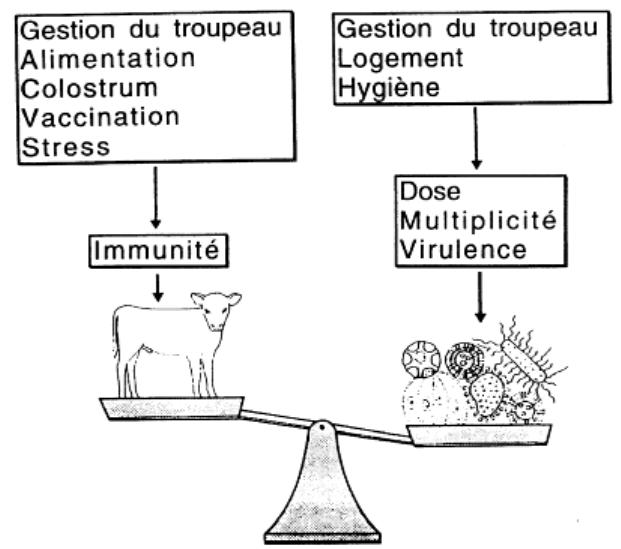 Gestion du troupeau
Alimentation
Colostrum
Vaccination
Stress
Immunité
Gestion du troupeau
Logement
Hygiène
Dose
Multiplicité
Virulence